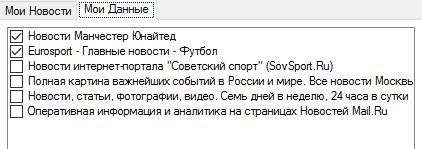 Мои Новости Мои Данные
Новости Манчестер Юнайтед
Eurosport - Главные новости - Футбол
Новости интернет-портала "Советский спорт" (SovSport.Ru)
Полная картина важнейших событий в России и мире. Все новости Москвь
Новости, статьи, фотографии, видео. Семь дней в неделю, 24 часа в сутки
Оперативная информация и аналитика на страницах Новостей Mail.Ru